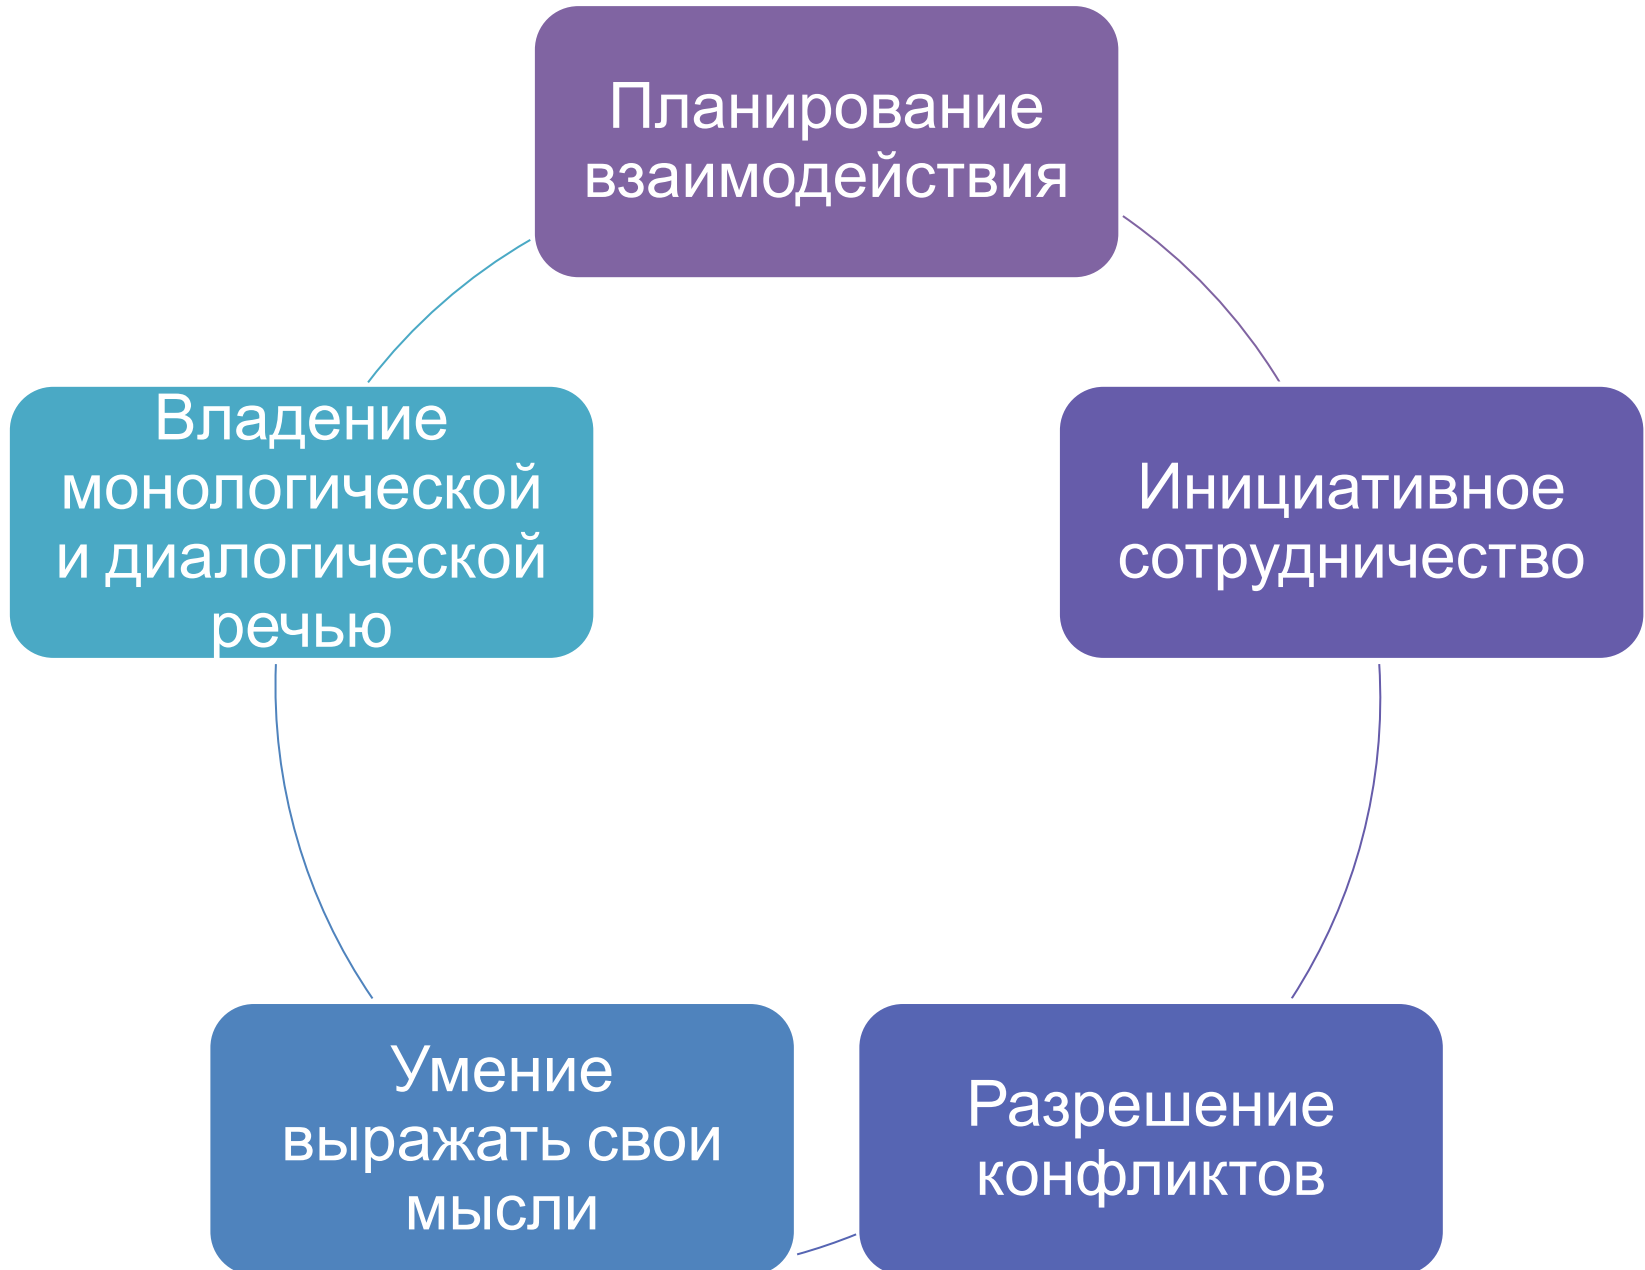 Планирование
взаимодействия
Инициативное
сотрудничество
Разрешение
конфликтов
Умение
выражать свои
мысли
Владение
монологической
и диалогической
речью